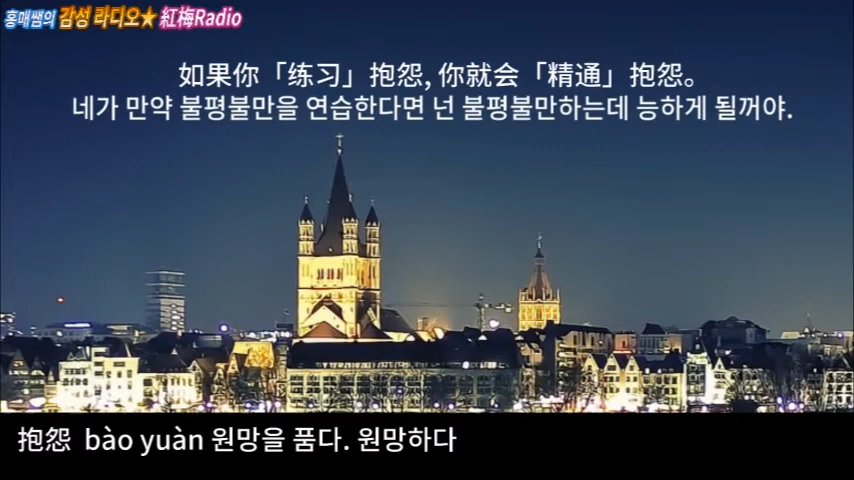 홍매쌤의 감성 라디오★ 紅梅Radio
如果你「练习」抱怨, 你就会「精通」抱怨。
네가 만약 불평불만을 연습한다면 넌 불평불만하는데 능하게 될꺼야.
抱怨 bào yuàn 원망을 품다. 원망하다